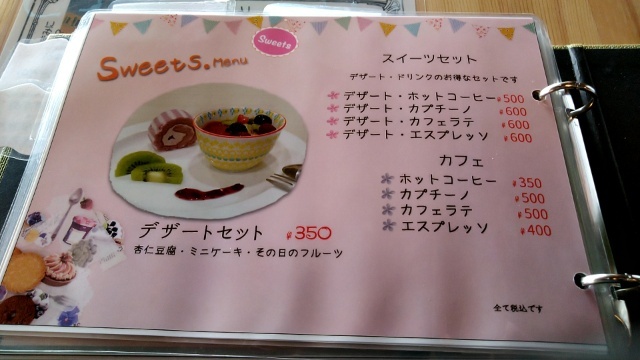 Sweets
Sweets. Menu
スイーツセット
デザート・ドリンクのお得なセットです
デザート・ホットコーヒー ¥500
デザート・カプチーノ ¥600
デザート・カフェラテ ¥600
デザート・エスプレッソ ¥600
カフェ
ホットコーヒー ¥350
カプチーノ ¥500
カフェラテ ¥500
エスプレッソ ¥400
デザートセット ¥350
杏仁豆腐・ミニケーキ・その日のフルーツ
全て税込です